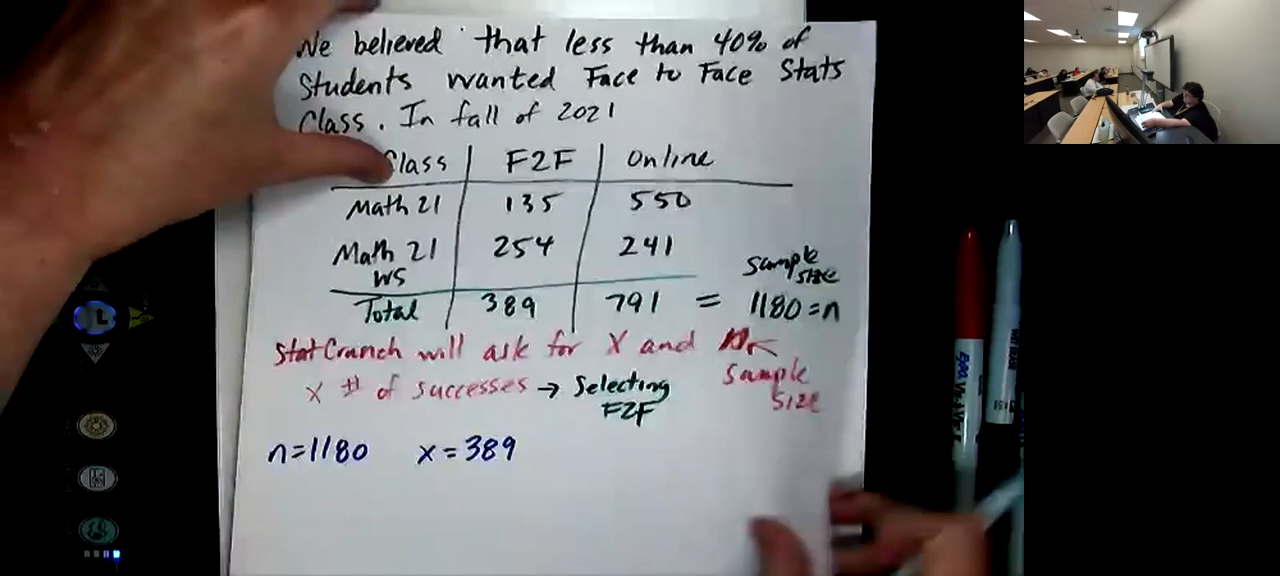 We believed that less than 40% of
Students wanted Face to Face Stats
Class. In fall of 2021
Class F2F Online
Math 21 135 550
Math 21 WS 254 241
Total 389 791 = 1180 = n
sample size
StatCrunch will ask for X and n
x # of successes → Selecting F2F
Sample Size
n=1180 x=389